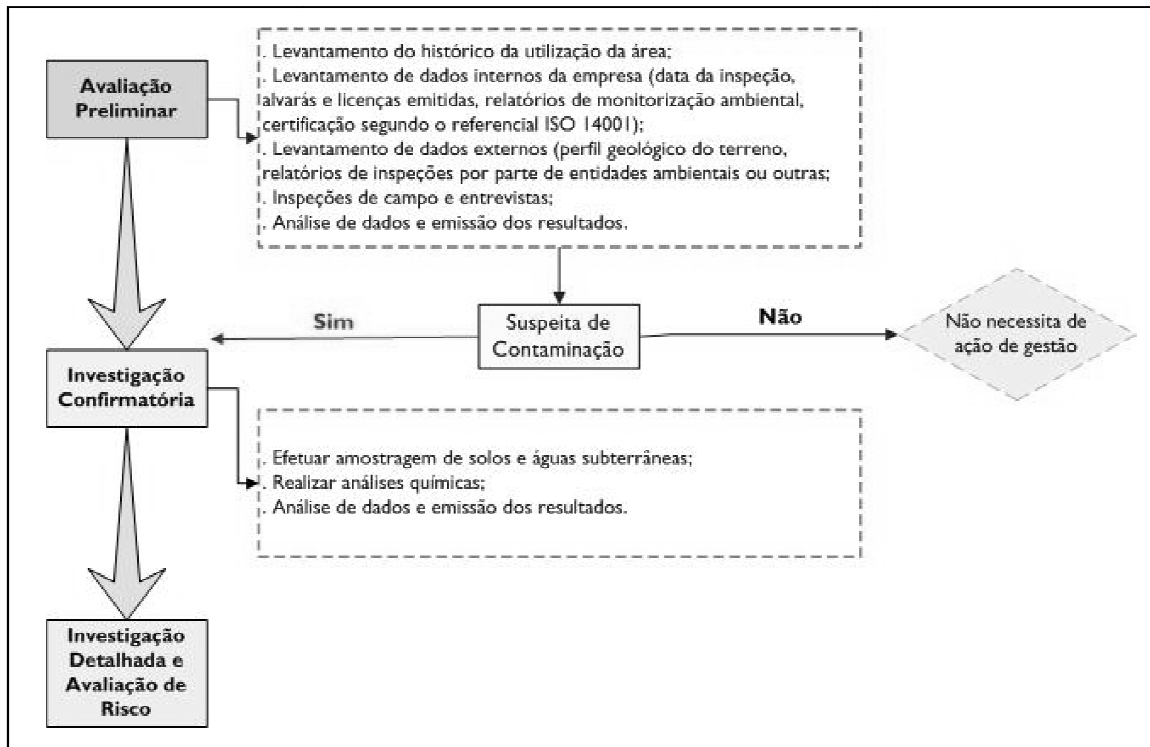 Avaliação
Preliminar
. Levantamento do histórico da utilização da área;
. Levantamento de dados internos da empresa (data da inspeção,
alvarás e licenças emitidas, relatórios de monitorização ambiental,
certificação segundo o referencial ISO 14001);
. Levantamento de dados externos (perfil geológico do terreno,
relatórios de inspeções por parte de entidades ambientais ou outras;
. Inspeções de campo e entrevistas;
. Análise de dados e emissão dos resultados.
Sim
Suspeita de
Contaminação
Não
Não necessita de
ação de gestão
Investigação
Confirmatória
. Efetuar amostragem de solos e águas subterrâneas;
. Realizar análises químicas;
. Análise de dados e emissão dos resultados.
Investigação
Detalhada e
Avaliação de
Risco